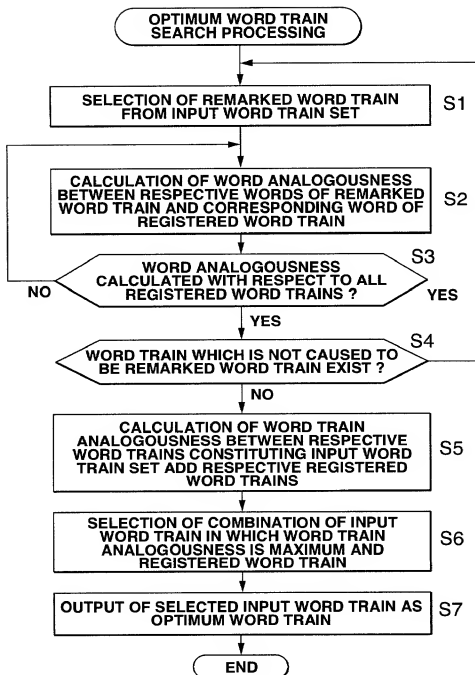 OPTIMUM WORD TRAIN
SEARCH PROCESSING
SELECTION OF REMARKED WORD TRAIN
FROM INPUT WORD TRAIN SET
S1
CALCULATION OF WORD ANALOGOUSNESS
BETWEEN RESPECTIVE WORDS OF REMARKED
WORD TRAIN AND CORRESPONDING WORD OF
REGISTERED WORD TRAIN
S2
S3
WORD ANALOGOUSNESS
CALCULATED WITH RESPECT TO ALL
REGISTERED WORD TRAINS ?
NO
YES
YES
S4
WORD TRAIN WHICH IS NOT CAUSED TO
BE REMARKED WORD TRAIN EXIST ?
NO
CALCULATION OF WORD TRAIN
ANALOGOUSNESS BETWEEN RESPECTIVE
WORD TRAINS CONSTITUTING INPUT WORD
TRAIN SET ADD RESPECTIVE REGISTERED
WORD TRAINS
S5
SELECTION OF COMBINATION OF INPUT
WORD TRAIN IN WHICH WORD TRAIN
ANALOGOUSNESS IS MAXIMUM AND
REGISTERED WORD TRAIN
S6
OUTPUT OF SELECTED INPUT WORD TRAIN AS
OPTIMUM WORD TRAIN
S7
END